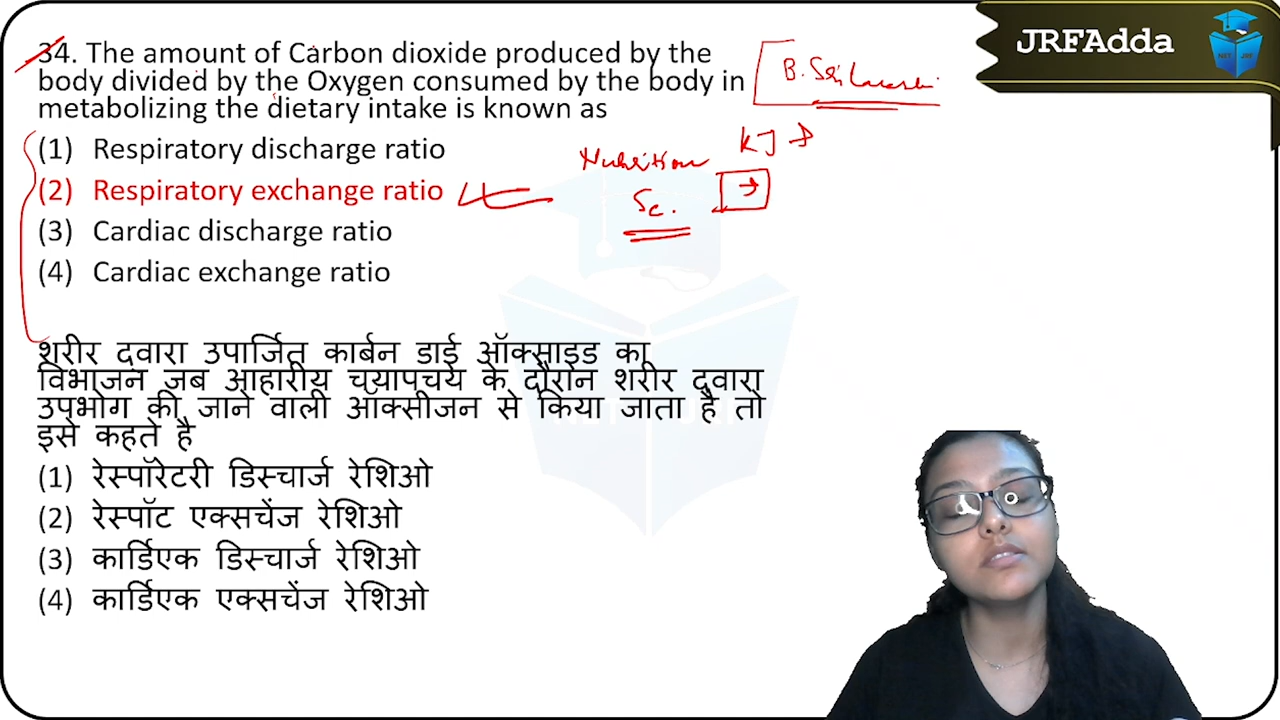 34. The amount of Carbon dioxide produced by the
body divided by the Oxygen consumed by the body in
metabolizing the dietary intake is known as
(1) Respiratory discharge ratio
(2) Respiratory exchange ratio
(3) Cardiac discharge ratio
(4) Cardiac exchange ratio
Nutrition
Sc.
KJ
JRFAdda
शरीर द्वारा उपार्जित कार्बन डाई ऑक्साइड का
विभाजन जब आहारीय चयापचय के दौरान शरीर द्वारा
उपभोग की जाने वाली ऑक्सीजन से किया जाता है तो
इसे कहते है
(1) रेस्पॉरेटरी डिस्चार्ज रेशिओ
(2) रेस्पॉट एक्सचेंज रेशिओ
(3) कार्डिएक डिस्चार्ज रेशिओ
(4) कार्डिएक एक्सचेंज रेशिओ